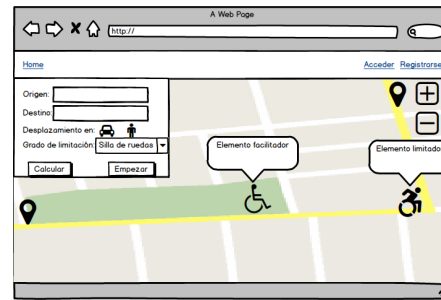 A Web Page
http://
Home
Acceder Registrarse
Origen:
Destino:
Desplazamiento en:
Grado de limitación: Silla de ruedas
Calcular Empezar
Elemento facilitador
Elemento limitador